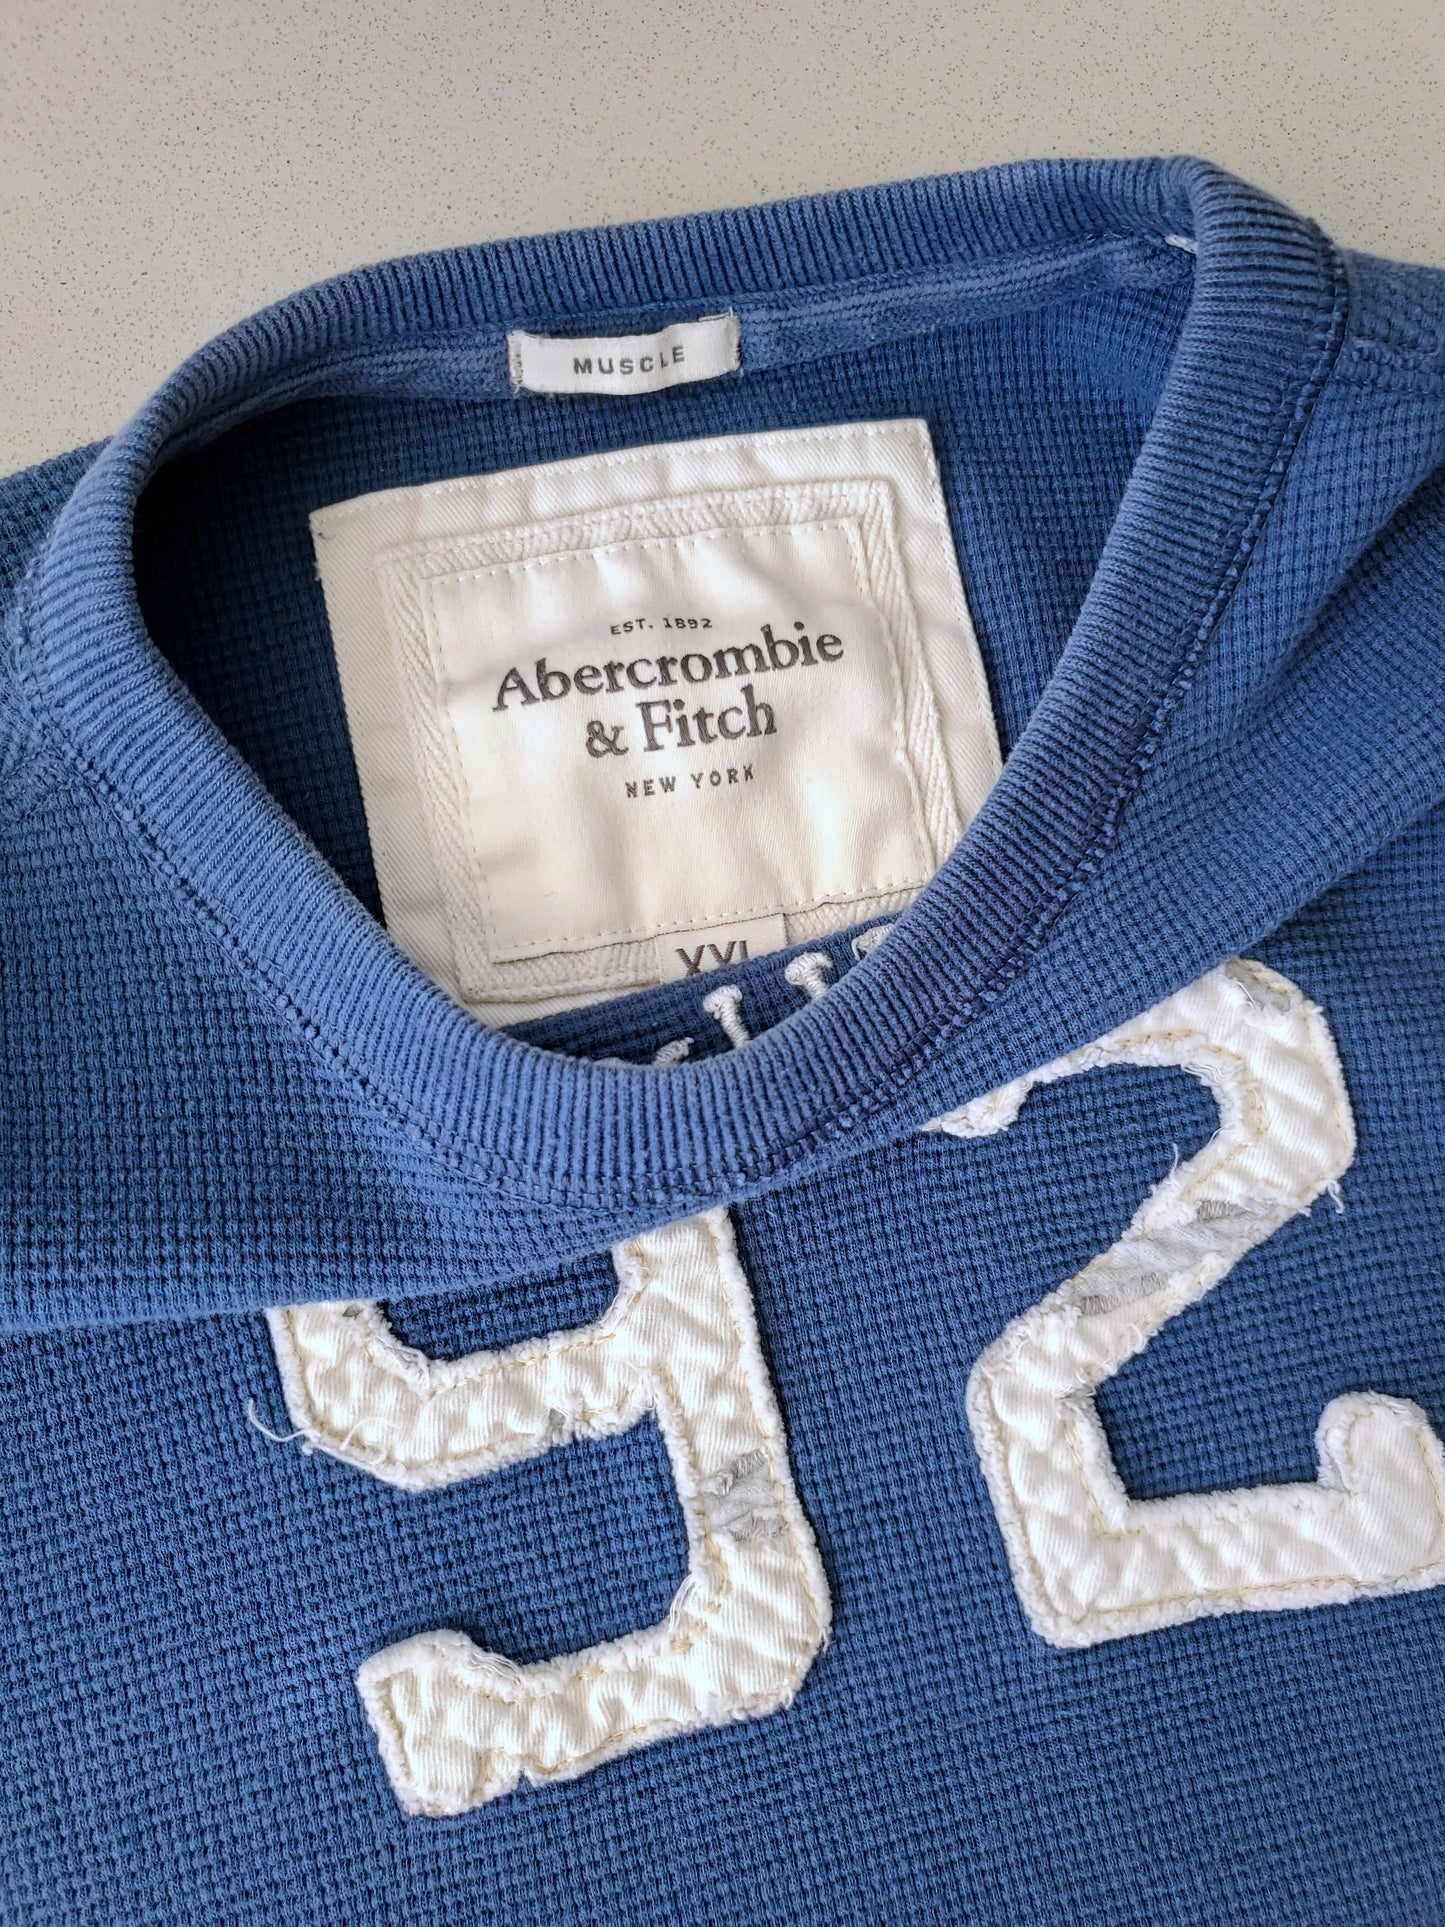 MUSCLE
EST. 1892
Abercrombie
& Fitch
NEW YORK
XXL
92